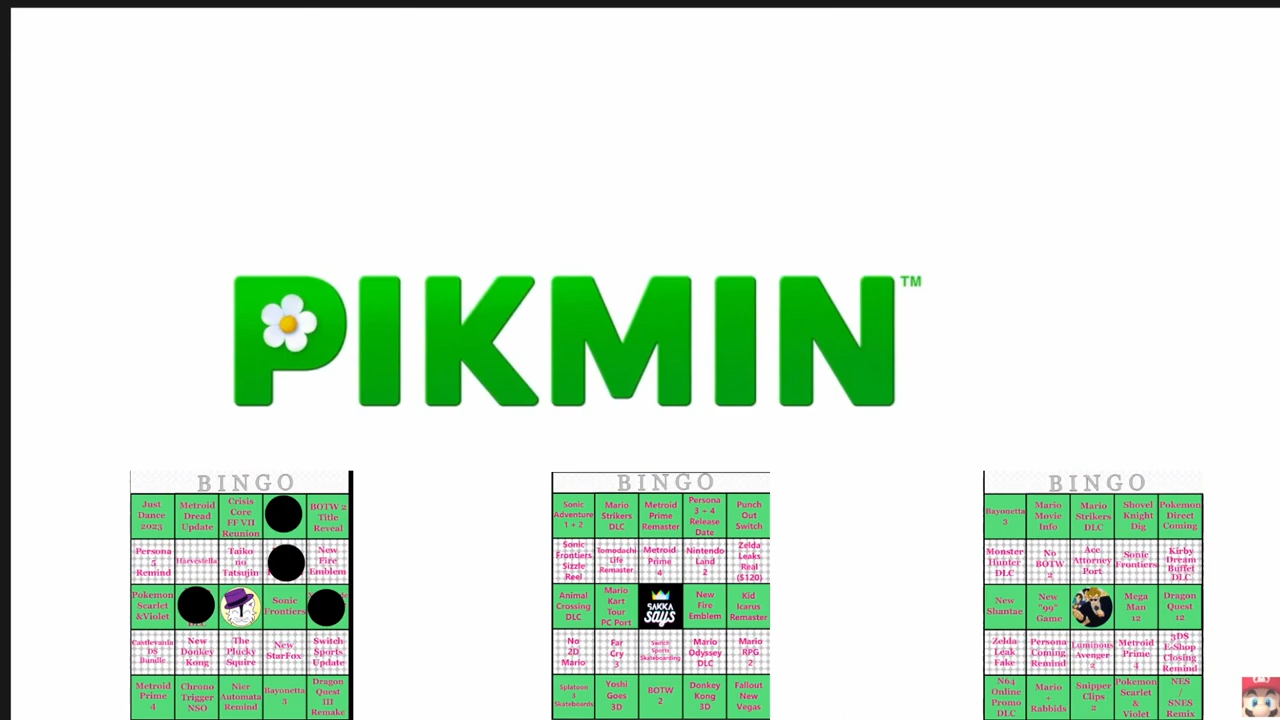 PIKMIN™
BINGO
Just Dance 2023
Metroid Dread Update
Crisis Core FF VII Reunion
BOTW 2 Title Reveal
Persona 5 Remind
Harvestella
Taiko no Tatsujin
New Fire Emblem
Pokemon Scarlet &Violet
DLC
Sonic Frontiers
Castlevania DS Bundle
New Donkey Kong
The Plucky Squire
New StarFox
Switch Sports Update
Metroid Prime 4
Chrono Trigger NSO
Nier Automata Remind
Bayonetta 3
Dragon Quest III Remake
BINGO
Sonic Adventure 1 + 2
Mario Strikers DLC
Metroid Prime Remaster
Persona 3 + 4 Release Date
Punch Out Switch
Sonic Frontiers Sizzle Reel
Tomodachi Life Remaster
Metroid Prime 4
Nintendo Land 2
Zelda Leaks Real ($120)
Animal Crossing DLC
Mario Kart Tour PC Port
SAKKA says
New Fire Emblem
Kid Icarus Remaster
No 2D Mario
Far Cry 3
Switch Sports Skateboarding
Mario Odyssey DLC
Mario RPG 2
Splatoon 3 Skateboards
Yoshi Goes 3D
BOTW 2
Donkey Kong 3D
Fallout New Vegas
BINGO
Bayonetta 3
Mario Movie Info
Mario Strikers DLC
Shovel Knight Dig
Pokemon Direct Coming
Monster Hunter DLC
No BOTW 2
Ace Attorney Port
Sonic Frontiers
Kirby Dream Buffet DLC
New Shantae
New "99" Game
Mega Man 12
Dragon Quest 12
Zelda Leak Fake
Persona Coming Remind
Luminous Avenger 2
Metroid Prime 4
3DS E-Shop Closing Remind
N64 Online Promo DLC
Mario + Rabbids
Snipper Clips 2
Pokemon Scarlet & Violet
NES / SNES Remix